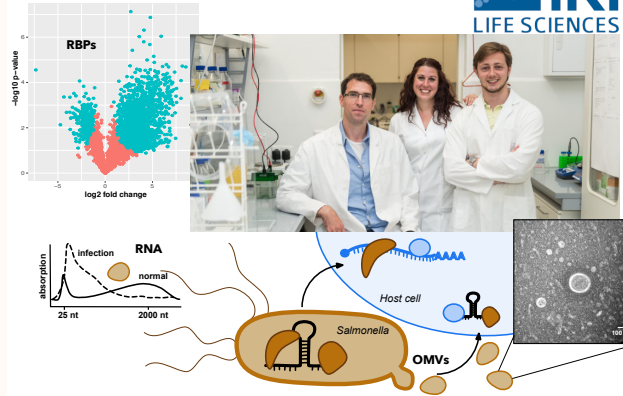 LIFE SCIENCES
RBPs
-log10 p-value
6
4
2
0
-5
5
log2 fold change
RNA
infection
normal
absorption
25 nt
2000 nt
Host cell
Salmonella
OMVs
100